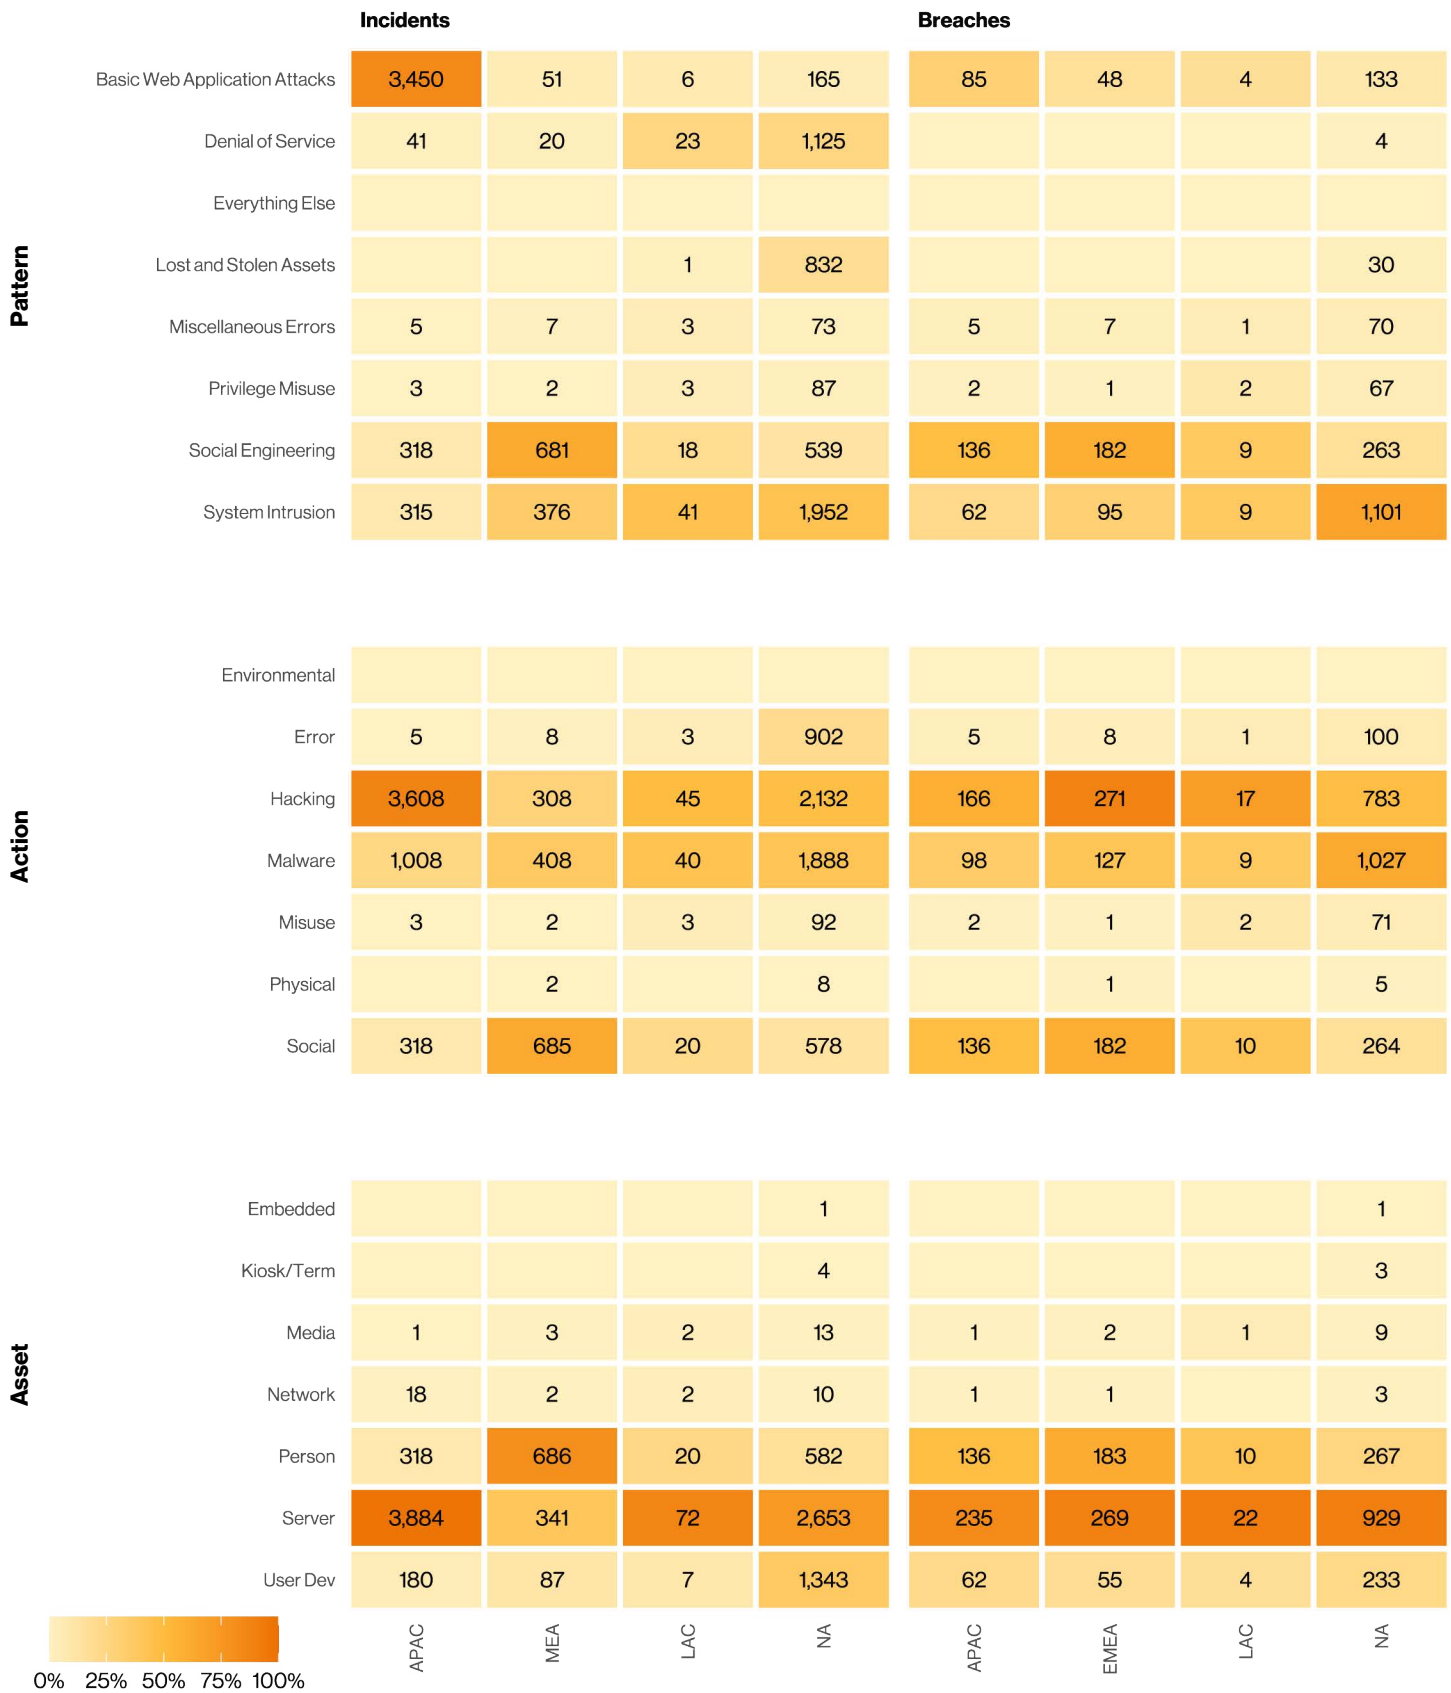 Incidents Breaches
Pattern
Basic Web Application Attacks 3,450 51 6 165 85 48 4 133
Denial of Service 41 20 23 1,125 4
Everything Else
Lost and Stolen Assets 1 832 30
Miscellaneous Errors 5 7 3 73 5 7 1 70
Privilege Misuse 3 2 3 87 2 1 2 67
Social Engineering 318 681 18 539 136 182 9 263
System Intrusion 315 376 41 1,952 62 95 9 1,101
Action
Environmental
Error 5 8 3 902 5 8 1 100
Hacking 3,608 308 45 2,132 166 271 17 783
Malware 1,008 408 40 1,888 98 127 9 1,027
Misuse 3 2 3 92 2 1 2 71
Physical 2 8 1 5
Social 318 685 20 578 136 182 10 264
Asset
Embedded 1 1
Kiosk/Term 4 3
Media 1 3 2 13 1 2 1 9
Network 18 2 2 10 1 1 3
Person 318 686 20 582 136 183 10 267
Server 3,884 341 72 2,653 235 269 22 929
User Dev 180 87 7 1,343 62 55 4 233
APAC MEA LAC NA APAC EMEA LAC NA
0% 25% 50% 75% 100%